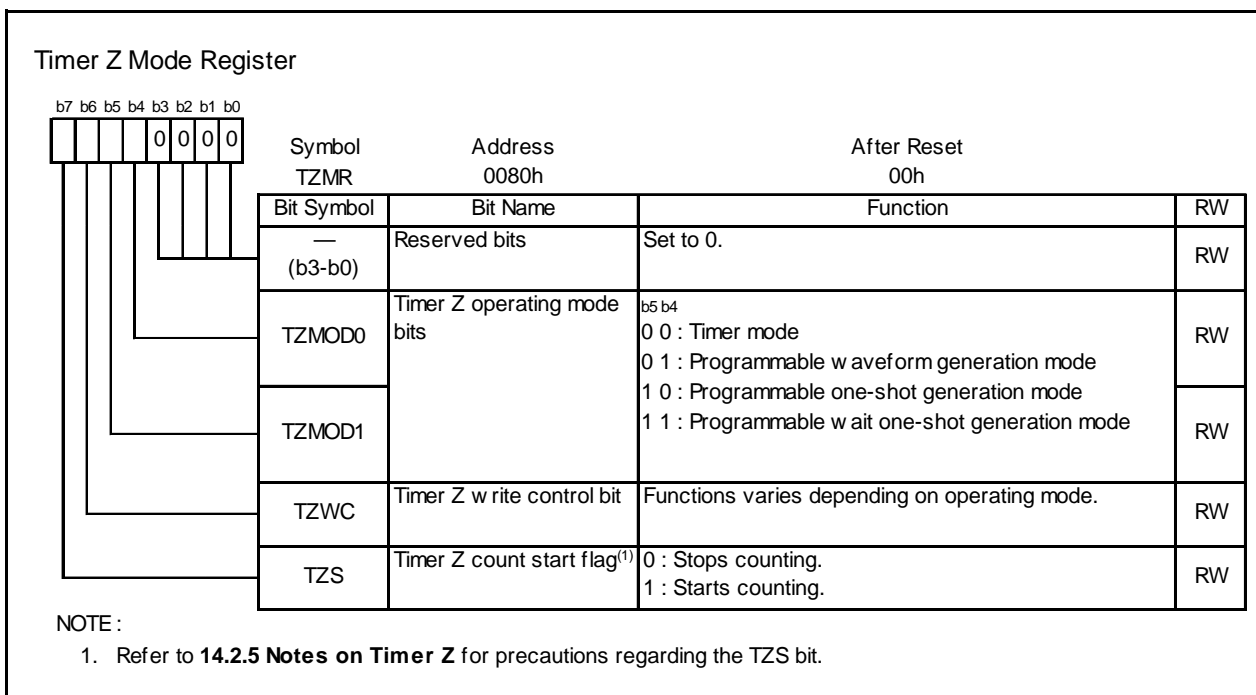 Timer Z Mode Register
b7 b6 b5 b4 b3 b2 b1 b0
0 0 0 0
Symbol Address After Reset
TZMR 0080h 00h
Bit Symbol Bit Name Function RW
—
(b3-b0)
Reserved bits
Set to 0.
RW
TZMOD0
Timer Z operating mode
bits
b5 b4
0 0 : Timer mode
0 1 : Programmable waveform generation mode
1 0 : Programmable one-shot generation mode
1 1 : Programmable wait one-shot generation mode
RW
TZMOD1
RW
TZWC
Timer Z write control bit
Functions varies depending on operating mode.
RW
TZS
Timer Z count start flag(1)
0 : Stops counting.
1 : Starts counting.
RW
NOTE :
1. Refer to 14.2.5 Notes on Timer Z for precautions regarding the TZS bit.